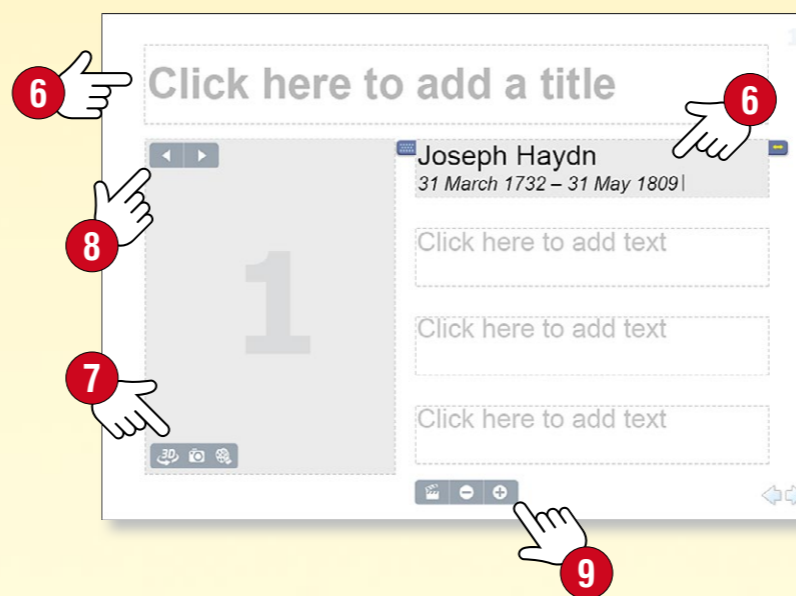 1
6
Click here to add a title
6
Joseph Haydn
31 March 1732 – 31 May 1809
8
Click here to add text
1
Click here to add text
7
Click here to add text
3D
9